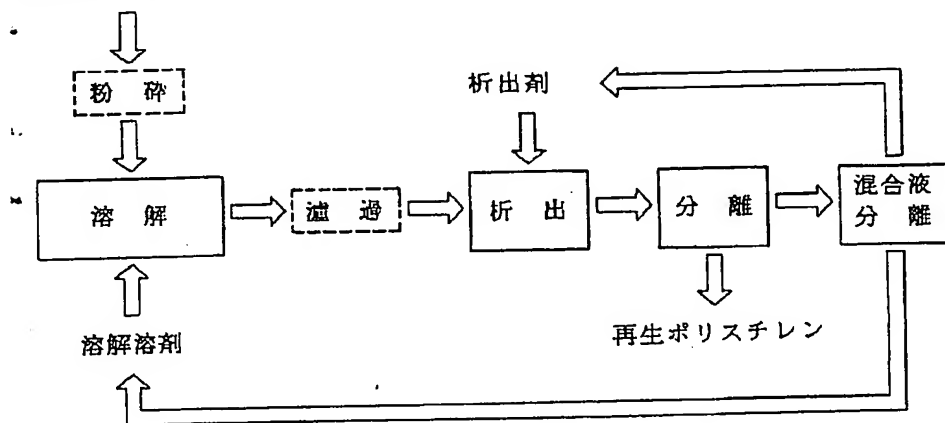 粉砕
析出剤
溶解
濾過
析出
分離
混合液
分離
溶解溶剤
再生ポリスチレン